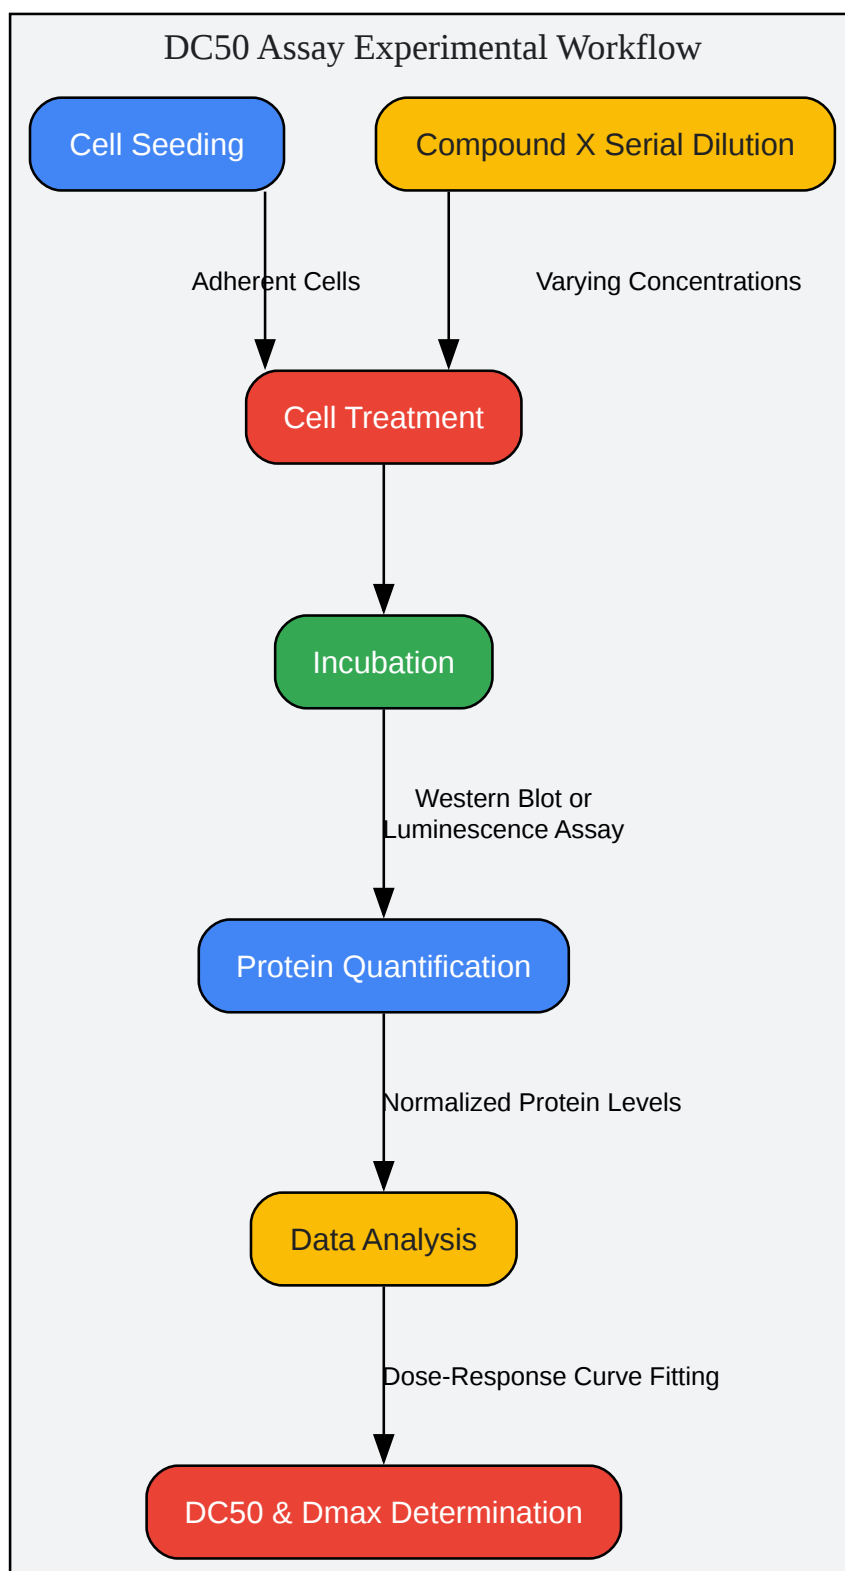 DC50 Assay Experimental Workflow
Cell Seeding
Compound X Serial Dilution
Adherent Cells
Varying Concentrations
Cell Treatment
Incubation
Western Blot or
Luminescence Assay
Protein Quantification
Normalized Protein Levels
Data Analysis
Dose-Response Curve Fitting
DC50 & Dmax Determination